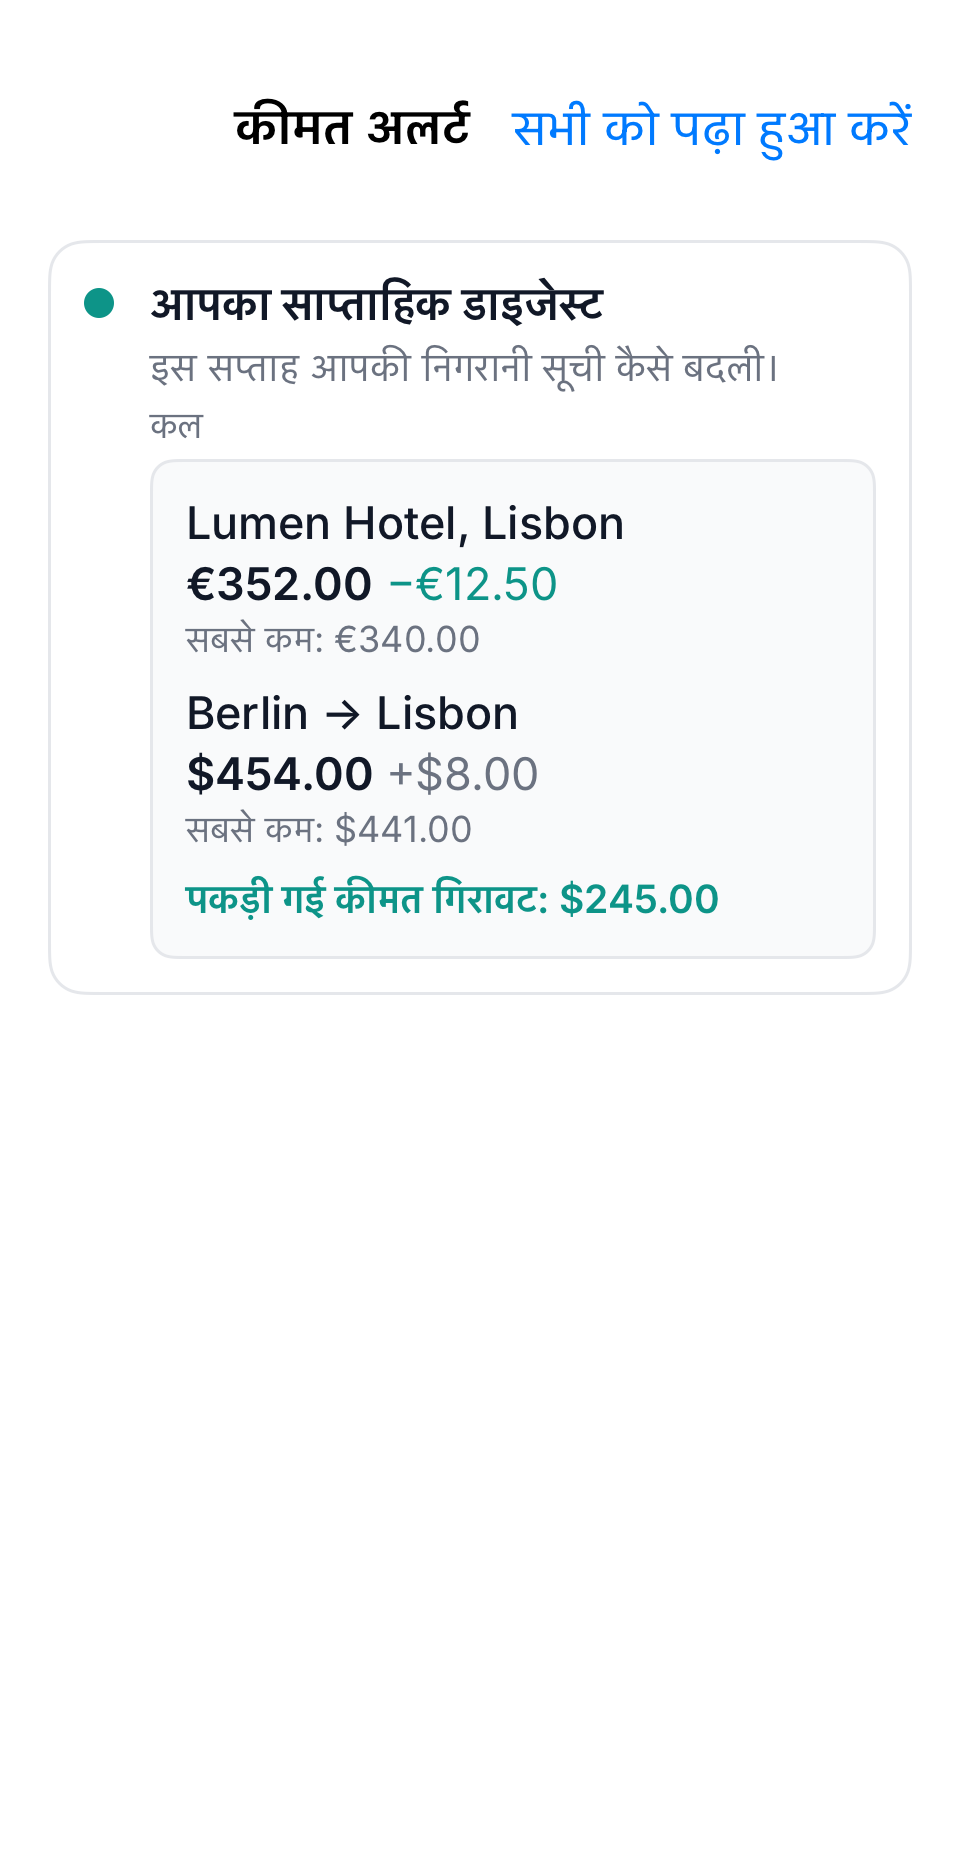 कीमत अलर्ट सभी को पढ़ा हुआ करें
आपका साप्ताहिक डाइजेस्ट
इस सप्ताह आपकी निगरानी सूची कैसे बदली।
कल
Lumen Hotel, Lisbon
€352.00 −€12.50
सबसे कम: €340.00
Berlin → Lisbon
$454.00 +$8.00
सबसे कम: $441.00
पकड़ी गई कीमत गिरावट: $245.00